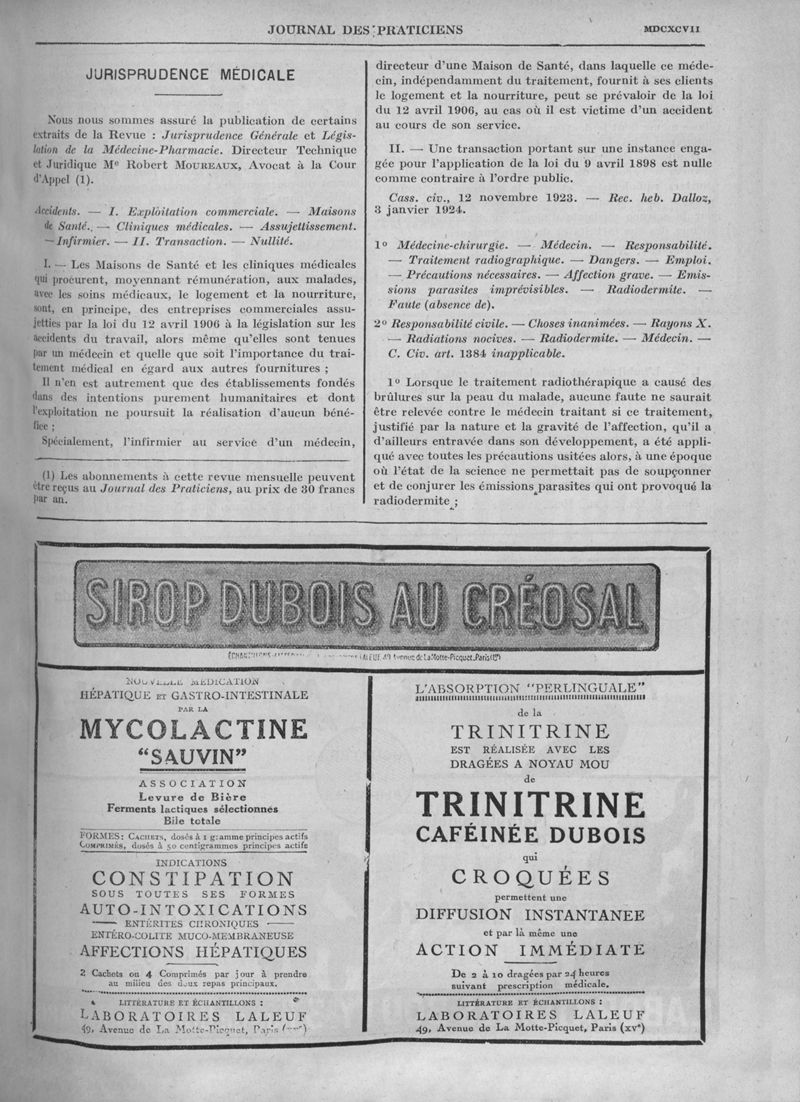 JOURNAL DES PRATICIENS
MDCXCVII
JURISPRUDENCE MÉDICALE
Nous nous sommes assuré la publication de certains
extraits de la Revue : Jurisprudence Générale et Légis-
lation de la Médecine-Pharmacie. Directeur Technique
et Juridique Me Robert MOUREAUX, Avocat à la Cour
d'Appel (1).
Accidents. — I. Exploitation commerciale. — Maisons
de Santé. — Cliniques médicales. — Assujettissement.
— Infirmier. — II. Transaction. — Nullité.
I. — Les Maisons de Santé et les cliniques médicales
qui procurent, moyennant rémunération, aux malades,
avec les soins médicaux, le logement et la nourriture,
sont, en principe, des entreprises commerciales assu-
jetties par la loi du 12 avril 1906 à la législation sur les
accidents du travail, alors même qu'elles sont tenues
par un médecin et quelle que soit l'importance du trai-
tement médical en égard aux autres fournitures ;
Il n'en est autrement que des établissements fondés
dans des intentions purement humanitaires et dont
l'exploitation ne poursuit la réalisation d'aucun béné-
fice ;
Spécialement, l'infirmier au service d'un médecin,
(1) Les abonnements à cette revue mensuelle peuvent
être reçus au Journal des Praticiens, au prix de 30 francs
par an.
directeur d'une Maison de Santé, dans laquelle ce méde-
cin, indépendamment du traitement, fournit à ses clients
le logement et la nourriture, peut se prévaloir de la loi
du 12 avril 1906, au cas où il est victime d'un accident
au cours de son service.
II. — Une transaction portant sur une instance enga-
gée pour l'application de la loi du 9 avril 1898 est nulle
comme contraire à l'ordre public.
Cass. civ., 12 novembre 1923. — Rec. heb. Dalloz,
3 janvier 1924.
1º Médecine-chirurgie. — Médecin. — Responsabilité.
— Traitement radiographique. — Dangers. — Emploi.
— Précautions nécessaires. — Affection grave. — Emis-
sions parasites imprévisibles. — Radiodermite. —
Faute (absence de).
2º Responsabilité civile. — Choses inanimées. — Rayons X.
— Radiations nocives. — Radiodermite. — Médecin. —
C. Civ. art. 1384 inapplicable.
1º Lorsque le traitement radiothérapique a causé des
brûlures sur la peau du malade, aucune faute ne saurait
être relevée contre le médecin traitant si ce traitement,
justifié par la nature et la gravité de l'affection, qu'il a
d'ailleurs entravée dans son développement, a été appli-
qué avec toutes les précautions usitées alors, à une époque
où l'état de la science ne permettait pas de soupçonner
et de conjurer les émissions parasites qui ont provoqué la
radiodermite ;
SIROP DUBOIS AU CRÉOSAL
LALEUF 49 Avenue de LaMotte-Picquet_Paris
NOUVELLE MÉDICATION
HÉPATIQUE ET GASTRO-INTESTINALE
PAR LA
MYCOLACTINE
"SAUVIN"
ASSOCIATION
Levure de Bière
Ferments lactiques sélectionnés
Bile totale
FORMES: CACHETS, dosés à 1 gramme principes actifs
COMPRIMÉS, dosés à 50 centigrammes principes actifs
INDICATIONS
CONSTIPATION
SOUS TOUTES SES FORMES
AUTO-INTOXICATIONS
ENTÉRITES CHRONIQUES
ENTÉRO-COLITE MUCO-MEMBRANEUSE
AFFECTIONS HÉPATIQUES
2 Cachets ou 4 Comprimés par jour à prendre
au milieu des deux repas principaux.
LITTÉRATURE ET ÉCHANTILLONS :
LABORATOIRES LALEUF
49, Avenue de La Motte-Picquet, Paris
L'ABSORPTION "PERLINGUALE"
de la
TRINITRINE
EST RÉALISÉE AVEC LES
DRAGÉES A NOYAU MOU
de
TRINITRINE
CAFÉINÉE DUBOIS
qui
CROQUÉES
permettent une
DIFFUSION INSTANTANEE
et par là même une
ACTION IMMÉDIATE
De 2 à 10 dragées par 24 heures
suivant prescription médicale.
LITTÉRATURE ET ÉCHANTILLONS :
LABORATOIRES LALEUF
49, Avenue de La Motte-Picquet, Paris (XVe)